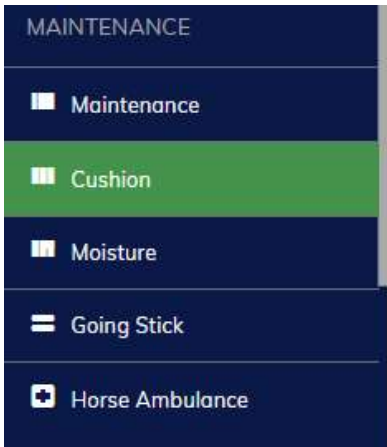 MAINTENANCE
Maintenance
Cushion
Moisture
Going Stick
Horse Ambulance